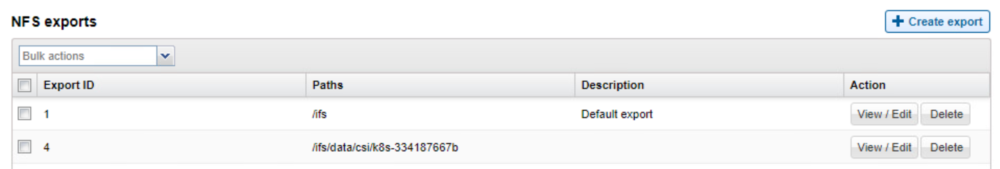 NFS exports
Create export
Bulk actions
Export ID Paths Description Action
1 /ifs Default export View / Edit Delete
4 /ifs/data/csi/k8s-334187667b View / Edit Delete